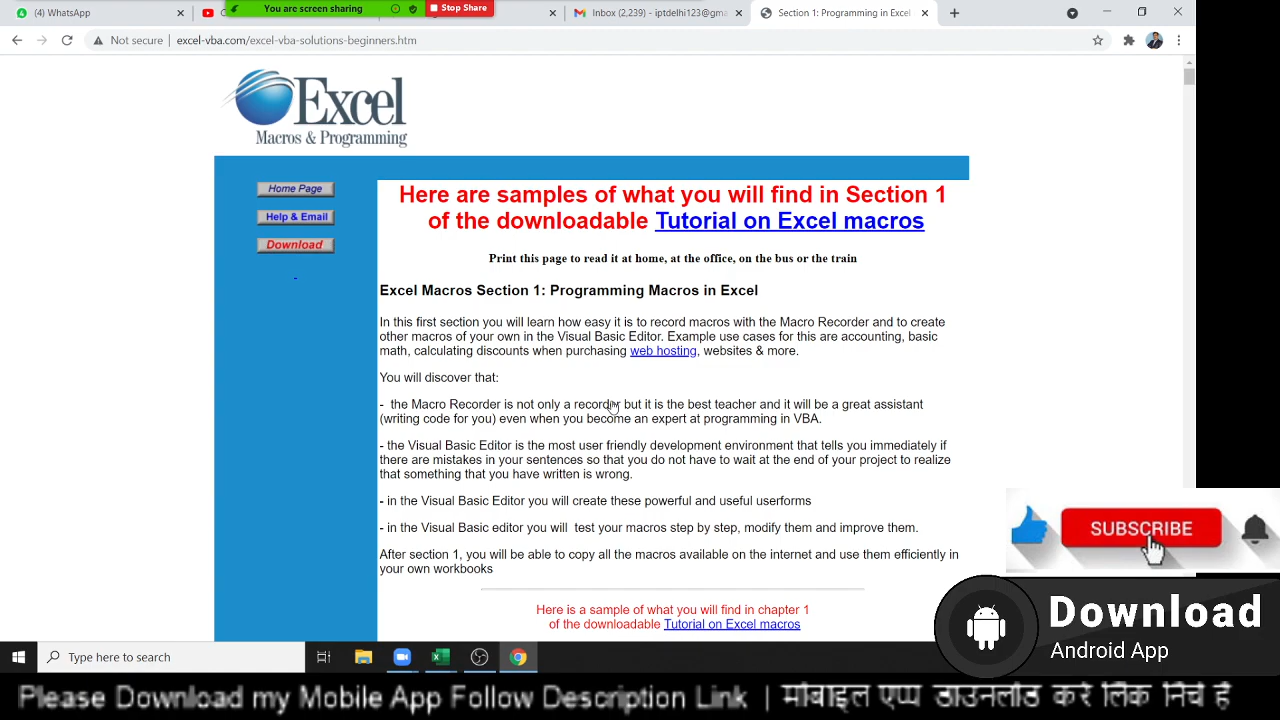 You are screen sharing
Stop Share
(4) WhatsApp
Inbox (2,239) - iptdelhi123@gma
Section 1: Programming in Excel
Not secure
excel-vba.com/excel-vba-solutions-beginners.htm
Excel
Macros & Programming
Home Page
Help & Email
Download
Here are samples of what you will find in Section 1
of the downloadable Tutorial on Excel macros
Print this page to read it at home, at the office, on the bus or the train
Excel Macros Section 1: Programming Macros in Excel
In this first section you will learn how easy it is to record macros with the Macro Recorder and to create
other macros of your own in the Visual Basic Editor. Example use cases for this are accounting, basic
math, calculating discounts when purchasing web hosting, websites & more.
You will discover that:
- the Macro Recorder is not only a recorder but it is the best teacher and it will be a great assistant
(writing code for you) even when you become an expert at programming in VBA.
- the Visual Basic Editor is the most user friendly development environment that tells you immediately if
there are mistakes in your sentences so that you do not have to wait at the end of your project to realize
that something that you have written is wrong.
- in the Visual Basic Editor you will create these powerful and useful userforms
- in the Visual Basic editor you will test your macros step by step, modify them and improve them.
After section 1, you will be able to copy all the macros available on the internet and use them efficiently in
your own workbooks
Here is a sample of what you will find in chapter 1
of the downloadable Tutorial on Excel macros
SUBSCRIBE
Download
Android App
Type here to search
Please Download my Mobile App Follow Description Link | मोबाइल एप्प डाउनलोड करे लिंक निचे है